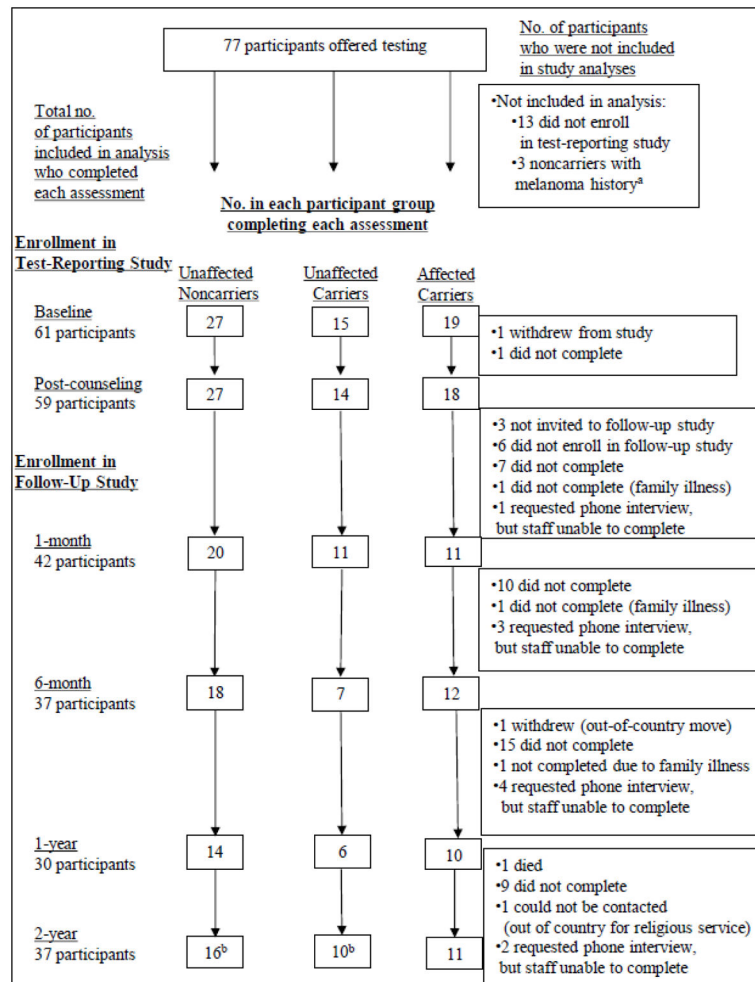 77 participants offered testing
No. of participants
who were not included
in study analyses
•Not included in analysis:
•13 did not enroll
in test-reporting study
•3 noncarriers with
melanoma historyᵃ
Total no.
of participants
included in analysis
who completed
each assessment
No. in each participant group
completing each assessment
Enrollment in
Test-Reporting Study
Unaffected
Noncarriers
Unaffected
Carriers
Affected
Carriers
Baseline
61 participants
27
15
19
•1 withdrew from study
•1 did not complete
Post-counseling
59 participants
27
14
18
•3 not invited to follow-up study
•6 did not enroll in follow-up study
•7 did not complete
•1 did not complete (family illness)
•1 requested phone interview,
but staff unable to complete
Enrollment in
Follow-Up Study
1-month
42 participants
20
11
11
•10 did not complete
•1 did not complete (family illness)
•3 requested phone interview,
but staff unable to complete
6-month
37 participants
18
7
12
•1 withdrew (out-of-country move)
•15 did not complete
•1 not completed due to family illness
•4 requested phone interview,
but staff unable to complete
1-year
30 participants
14
6
10
•1 died
•9 did not complete
•1 could not be contacted
(out of country for religious service)
•2 requested phone interview,
but staff unable to complete
2-year
37 participants
16ᵇ
10ᵇ
11